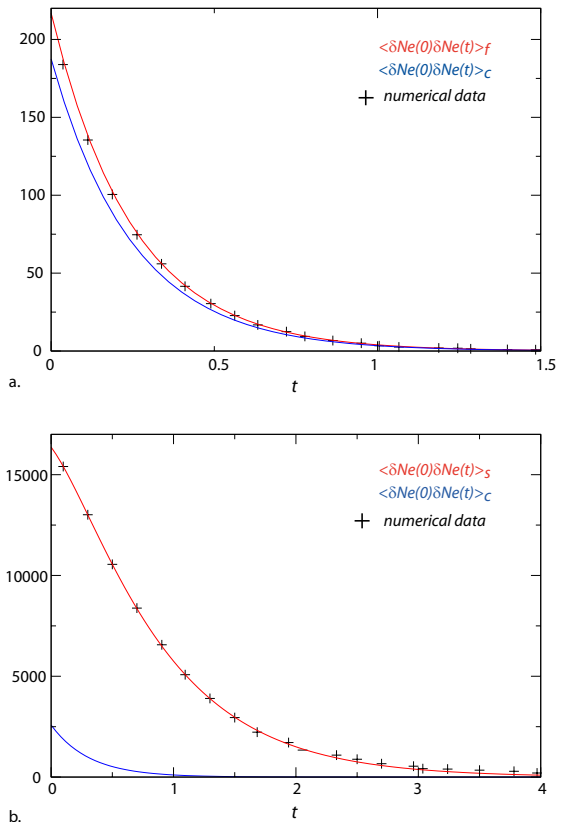 200
150
100
50
0
<δNe(0)δNe(t)>f
<δNe(0)δNe(t)>c
+ numerical data
0 0.5 1 1.5
t
a.
15000
10000
5000
0
<δNe(0)δNe(t)>s
<δNe(0)δNe(t)>c
+ numerical data
0 1 2 3 4
t
b.